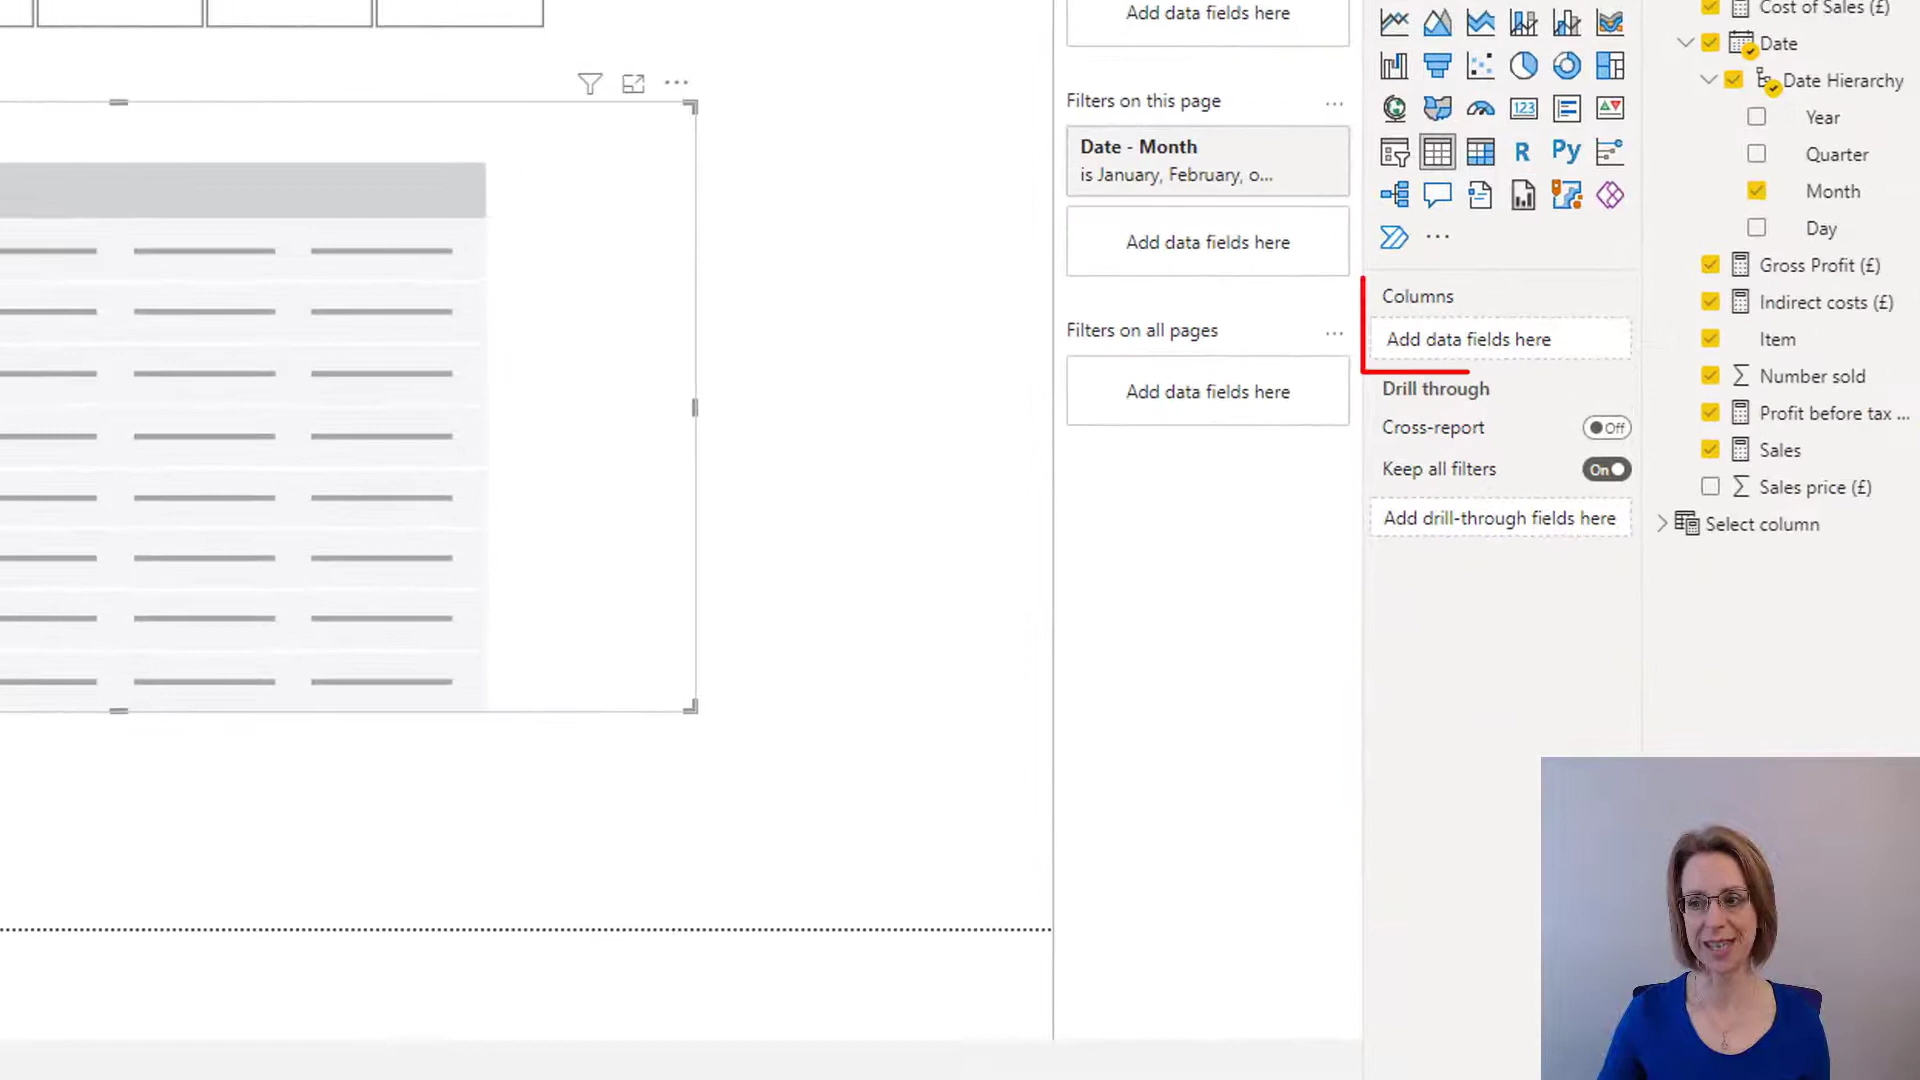 Add data fields here
Filters on this page
...
Date - Month
is January, February, o...
Add data fields here
Filters on all pages
...
Add data fields here
123
R
Py
...
Columns
Add data fields here
Drill through
Cross-report
Off
Keep all filters
On
Add drill-through fields here
Cost of Sales (£)
Date
Date Hierarchy
Year
Quarter
Month
Day
Gross Profit (£)
Indirect costs (£)
Item
Σ Number sold
Profit before tax ...
Sales
Σ Sales price (£)
Select column